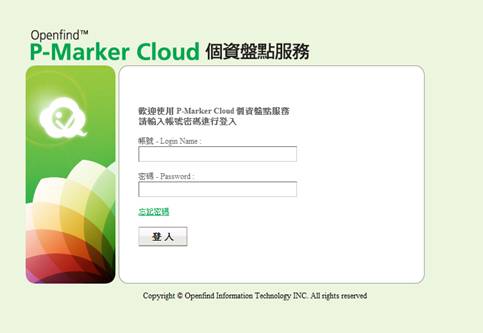 Openfind™
P-Marker Cloud 個資盤點服務
歡迎使用 P-Marker Cloud 個資盤點服務
請輸入帳號密碼進行登入
帳號 - Login Name :
密碼 - Password :
忘記密碼
登 入
Copyright © Openfind Information Technology INC. All rights reserved